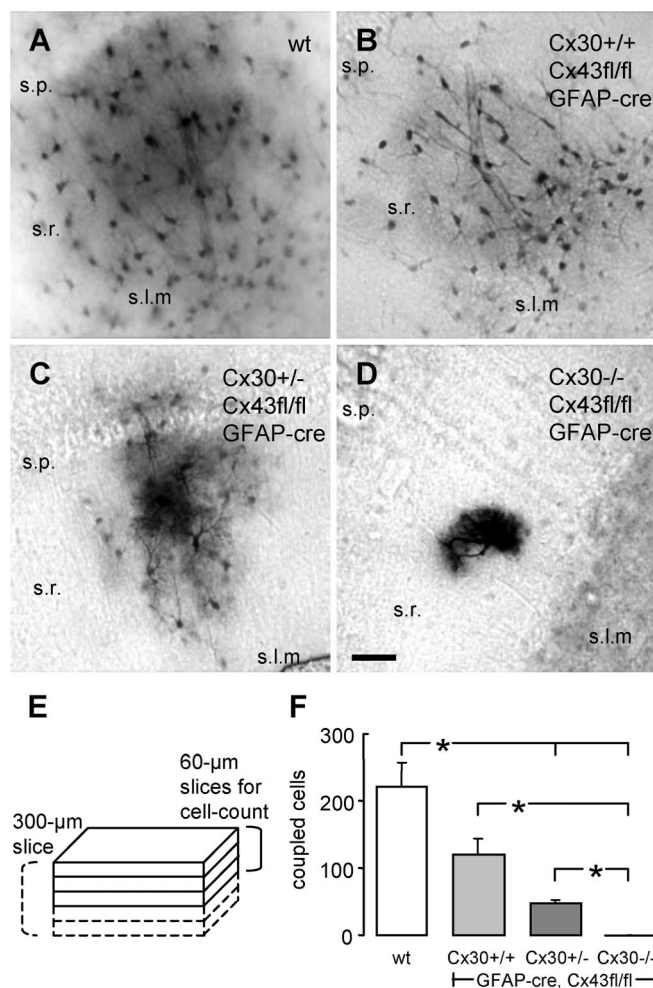 A
wt
s.p.
s.r.
s.l.m
B
Cx30+/+
Cx43fl/fl
GFAP-cre
s.p.
s.r.
s.l.m
C
Cx30+/-
Cx43fl/fl
GFAP-cre
s.p.
s.r.
s.l.m
D
Cx30-/-
Cx43fl/fl
GFAP-cre
s.p.
s.r.
s.l.m
E
60-µm
slices for
cell-count
300-µm
slice
F
coupled cells
300
200
100
0
*
*
*
wt
Cx30+/+
Cx30+/-
Cx30-/-
GFAP-cre, Cx43fl/fl